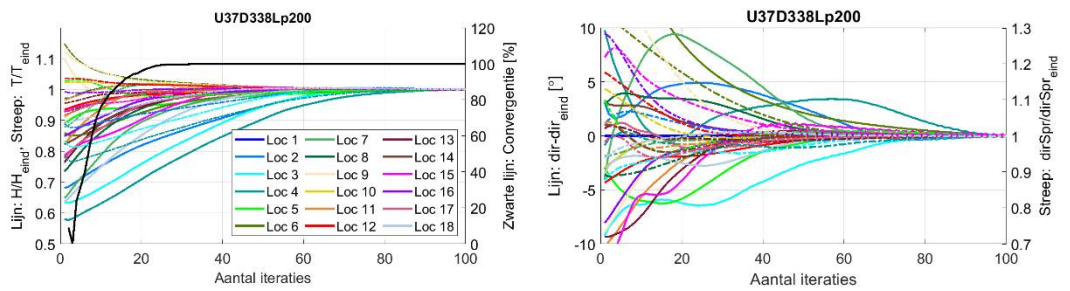 U37D338Lp200
Lijn: H/Heind, Streep: T/Teind
1.1
1
0.9
0.8
0.7
0.6
0.5
120
100
80
60
40
20
0
Zwarte lijn: Convergentie [%]
Loc 1 Loc 7 Loc 13
Loc 2 Loc 8 Loc 14
Loc 3 Loc 9 Loc 15
Loc 4 Loc 10 Loc 16
Loc 5 Loc 11 Loc 17
Loc 6 Loc 12 Loc 18
0 20 40 60 80 100
Aantal iteraties
U37D338Lp200
Lijn: dir-direind [°]
10
5
0
-5
-10
1.3
1.2
1.1
1
0.9
0.8
0.7
Streep: dirSpr/dirSpreind
0 20 40 60 80 100
Aantal iteraties